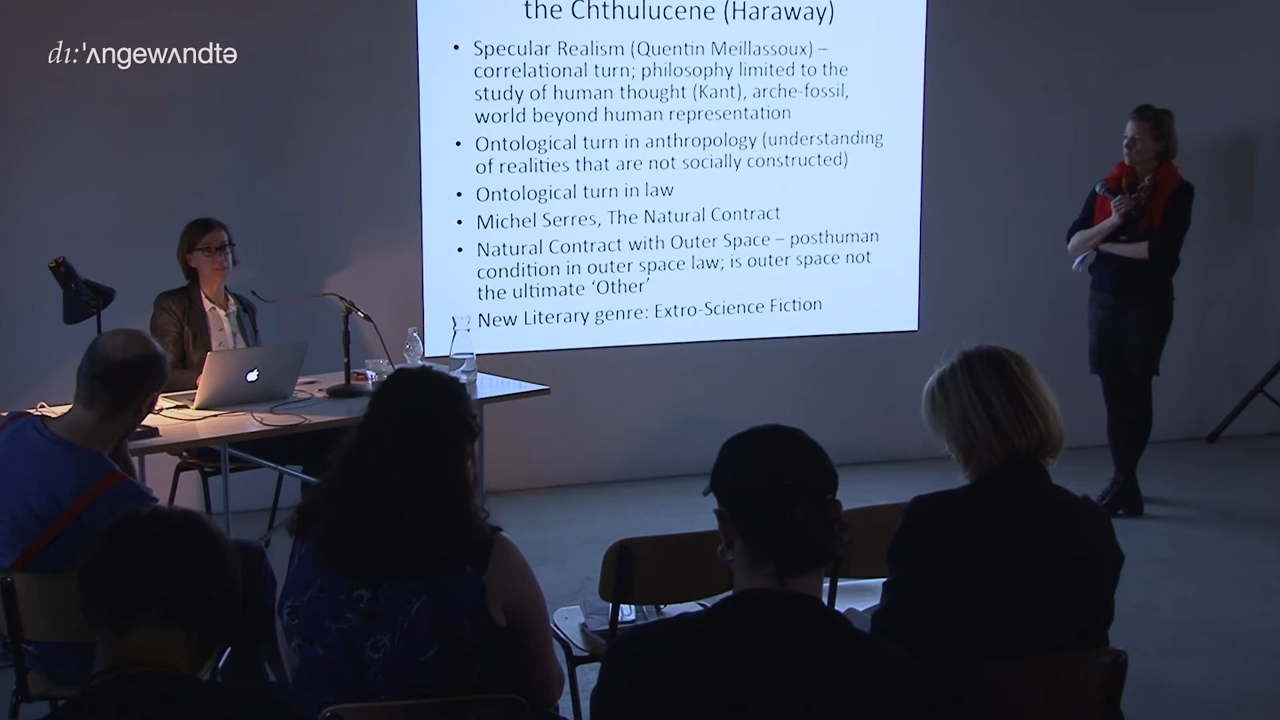 dı:ˈʌngewʌndtə
the Chthulucene (Haraway)
• Specular Realism (Quentin Meillassoux) –
correlational turn; philosophy limited to the
study of human thought (Kant), arche-fossil,
world beyond human representation
• Ontological turn in anthropology (understanding
of realities that are not socially constructed)
• Ontological turn in law
• Michel Serres, The Natural Contract
• Natural Contract with Outer Space – posthuman
condition in outer space law; is outer space not
the ultimate ‘Other’
New Literary genre: Extro-Science Fiction